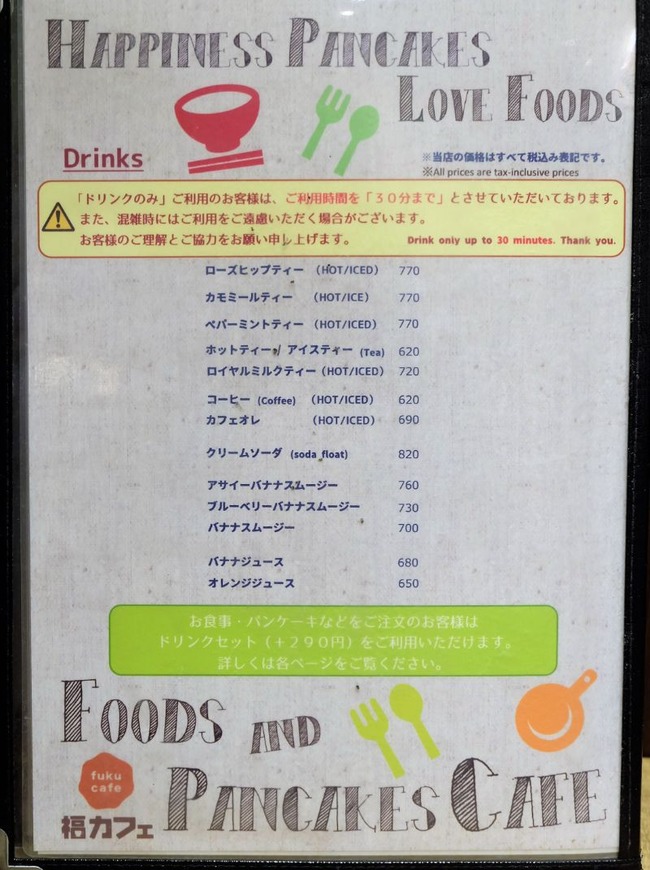 HAPPINESS PANCAKES
LOVE FOODS
Drinks
※当店の価格はすべて税込み表記です。
※All prices are tax-inclusive prices
「ドリンクのみ」ご利用のお客様は、ご利用時間を「３０分まで」とさせていただいております。
また、混雑時にはご利用をご遠慮いただく場合がございます。
お客様のご理解とご協力をお願い申し上げます。 Drink only up to 30 minutes. Thank you.
ローズヒップティー （HOT/ICED） 770
カモミールティー （HOT/ICE） 770
ペパーミントティー （HOT/ICED） 770
ホットティー / アイスティー (Tea) 620
ロイヤルミルクティー（HOT/ICED） 720
コーヒー (Coffee) （HOT/ICED） 620
カフェオレ （HOT/ICED） 690
クリームソーダ (soda float) 820
アサイーバナナスムージー 760
ブルーベリーバナナスムージー 730
バナナスムージー 700
バナナジュース 680
オレンジジュース 650
お食事・パンケーキなどをご注文のお客様は
ドリンクセット（＋２９０円）をご利用いただけます。
詳しくは各ページをご覧ください。
FOODS AND
PANCAKES CAFE
fuku
cafe
福カフェ